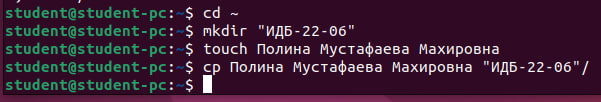 student@student-pc:~$ cd ~
student@student-pc:~$ mkdir "ИДБ-22-06"
student@student-pc:~$ touch Полина Мустафаева Махировна
student@student-pc:~$ cp Полина Мустафаева Махировна "ИДБ-22-06"/
student@student-pc:~$